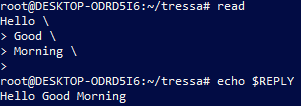 root@DESKTOP-ODRD5I6:~/tressa# read
Hello \
> Good \
> Morning \
>
root@DESKTOP-ODRD5I6:~/tressa# echo $REPLY
Hello Good Morning